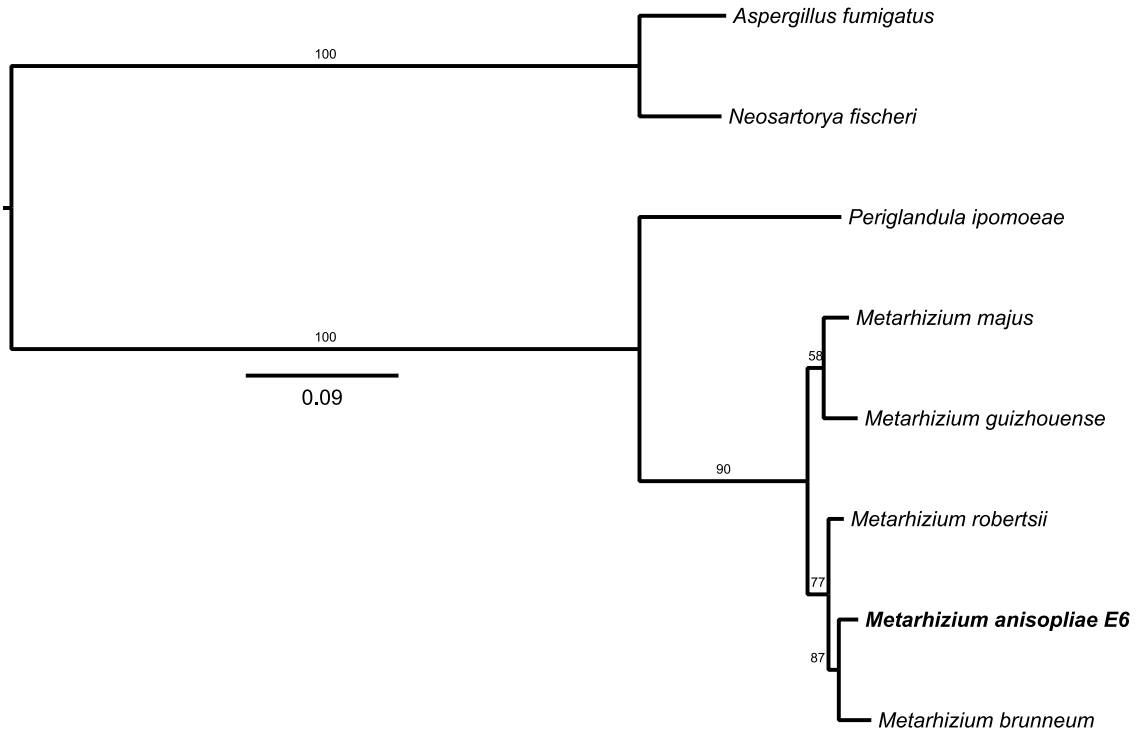 Aspergillus fumigatus
100
Neosartorya fischeri
Periglandula ipomoeae
Metarhizium majus
100
58
0.09
Metarhizium guizhouense
90
Metarhizium robertsii
77
Metarhizium anisopliae E6
87
Metarhizium brunneum